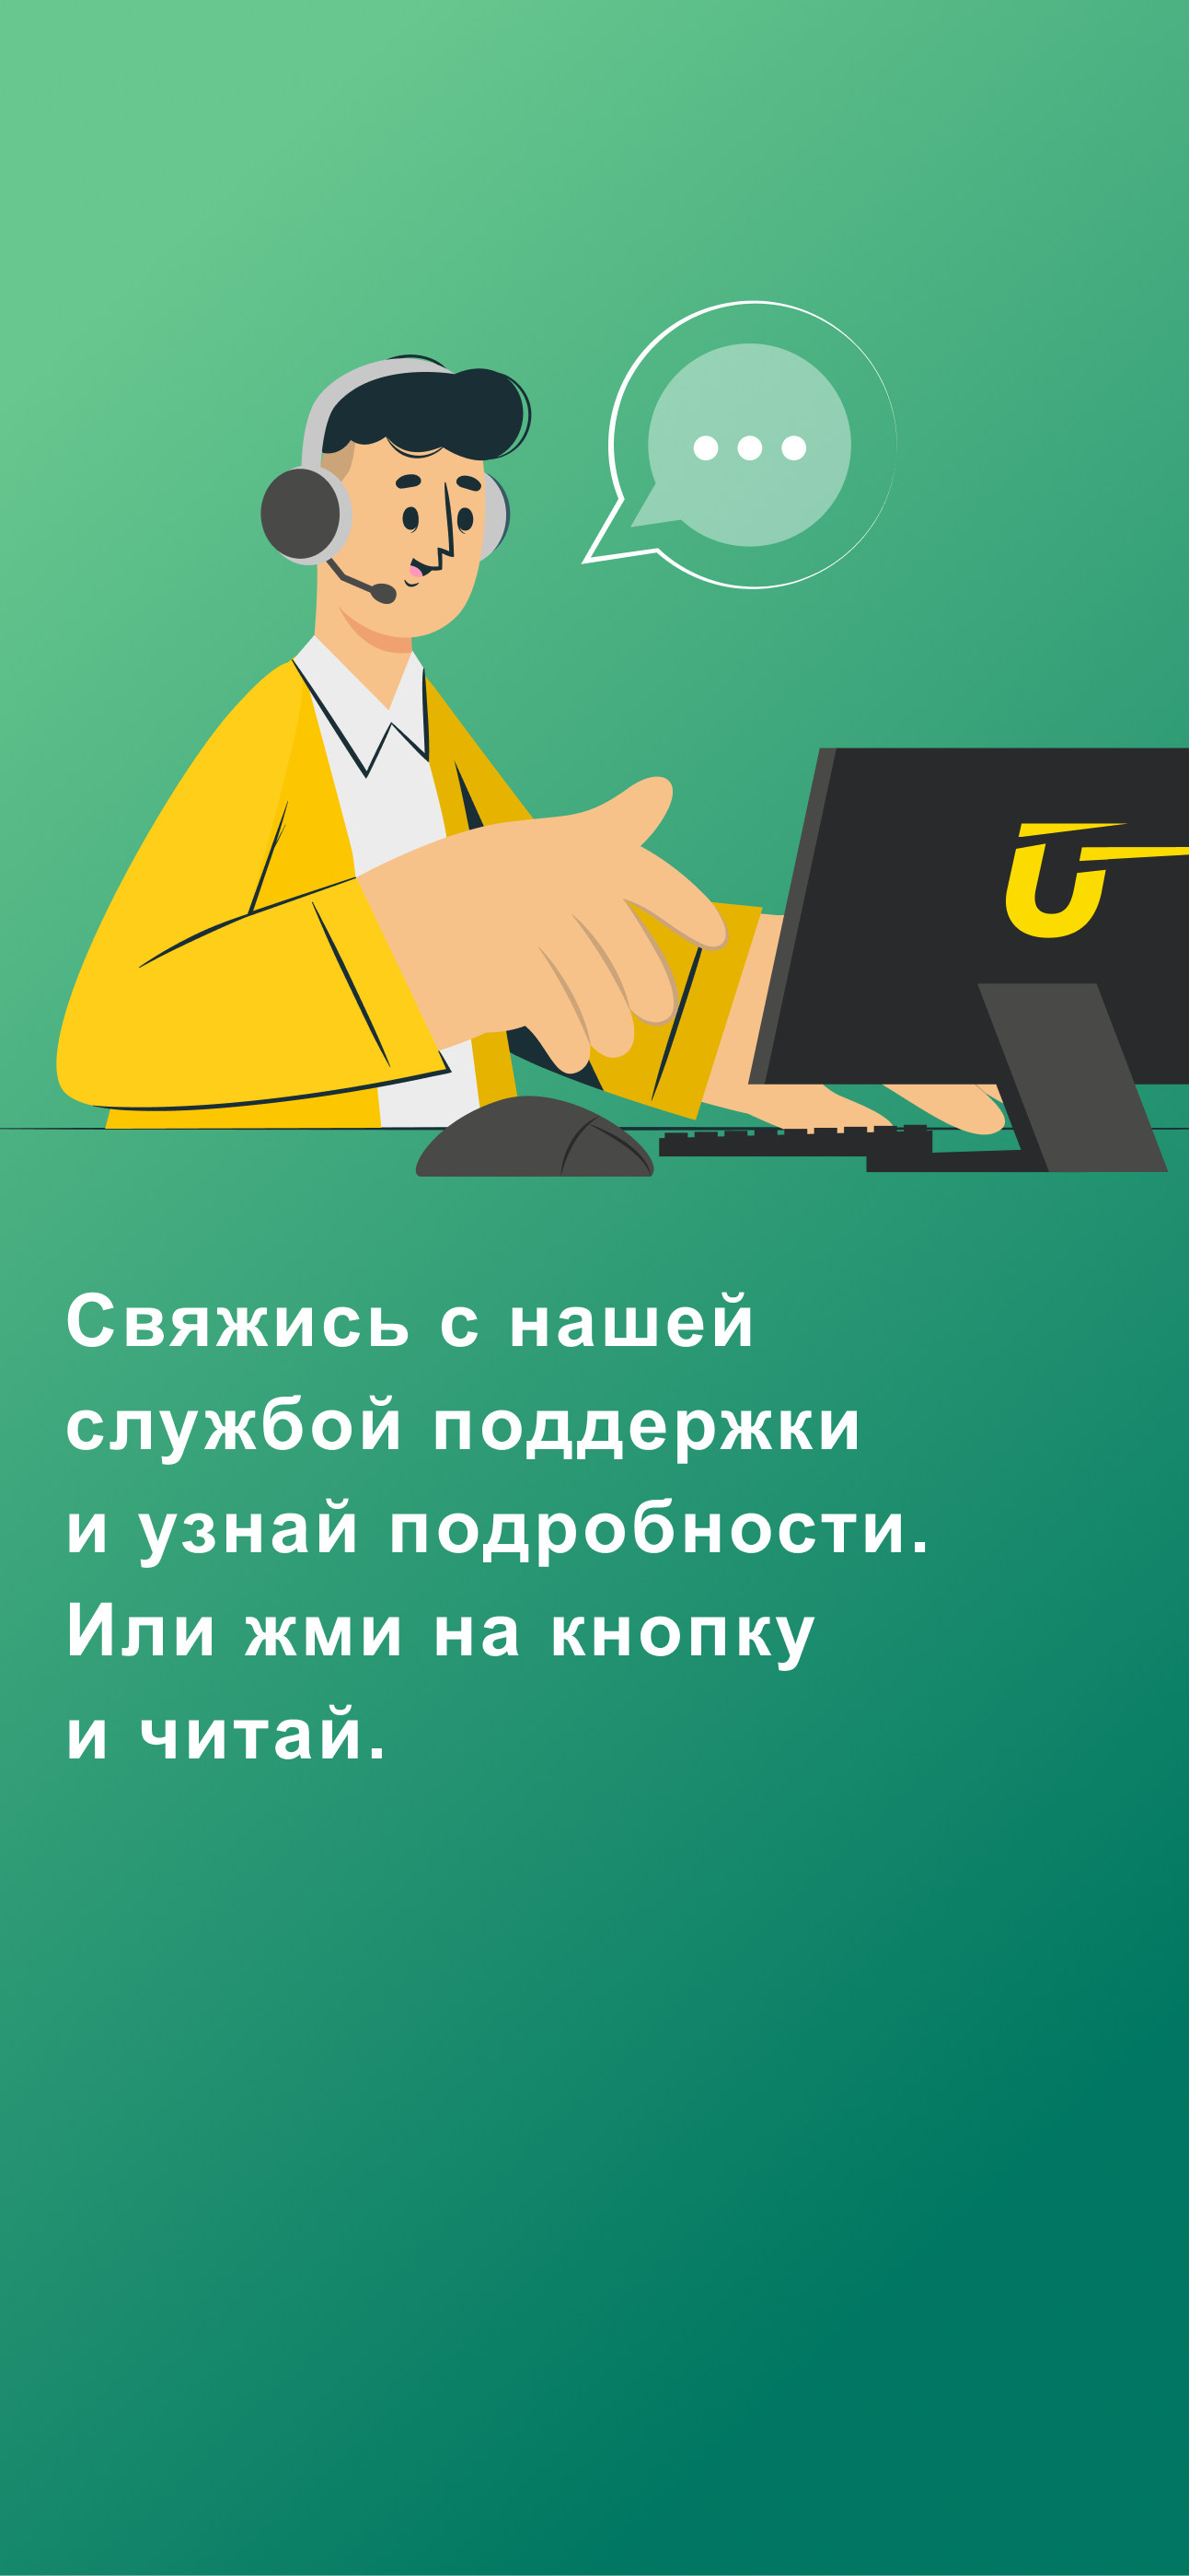 Свяжись с нашей
службой поддержки
и узнай подробности.
Или жми на кнопку
и читай.